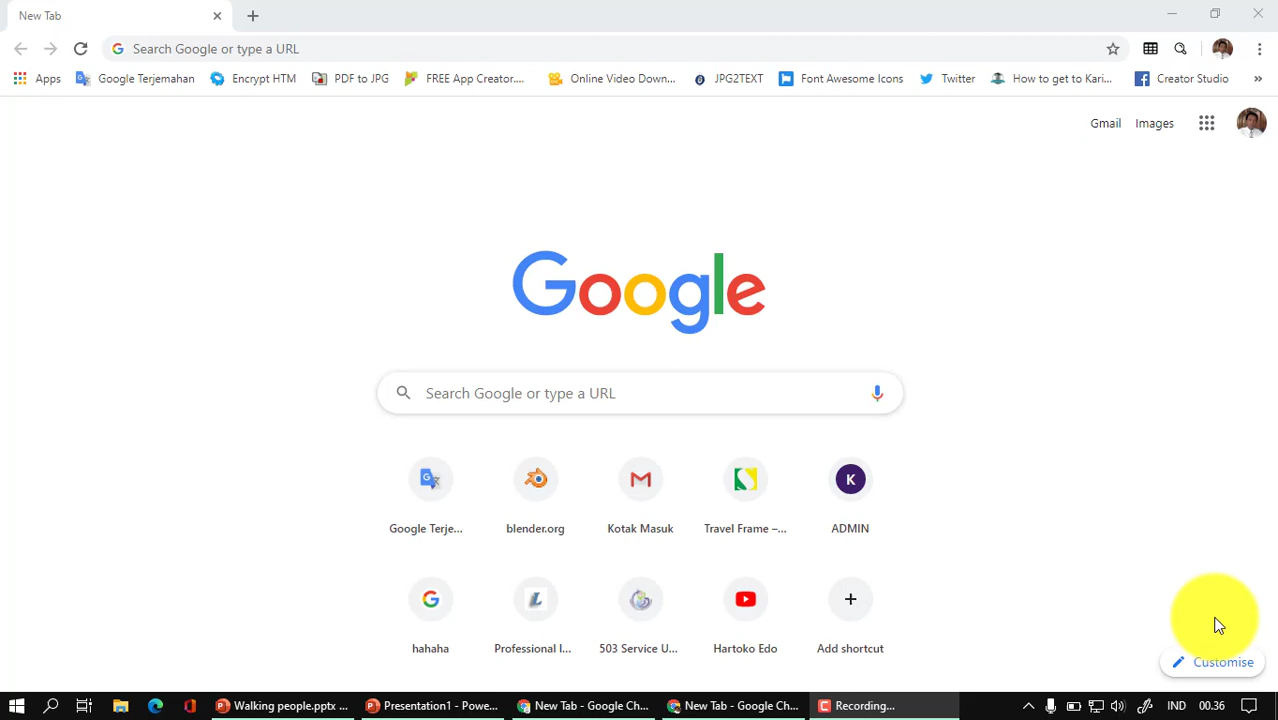 New Tab
Search Google or type a URL
Apps Google Terjemahan Encrypt HTM PDF to JPG FREE App Creator.... Online Video Down... JPG2TEXT Font Awesome Icons Twitter How to get to Kari... Creator Studio »
Gmail Images
Google
Search Google or type a URL
Google Terje... blender.org Kotak Masuk Travel Frame –... ADMIN
hahaha Professional I... 503 Service U... Hartoko Edo Add shortcut
Customise
Walking people.pptx ... Presentation1 - Powe... New Tab - Google Ch... New Tab - Google Ch... Recording... IND 00.36